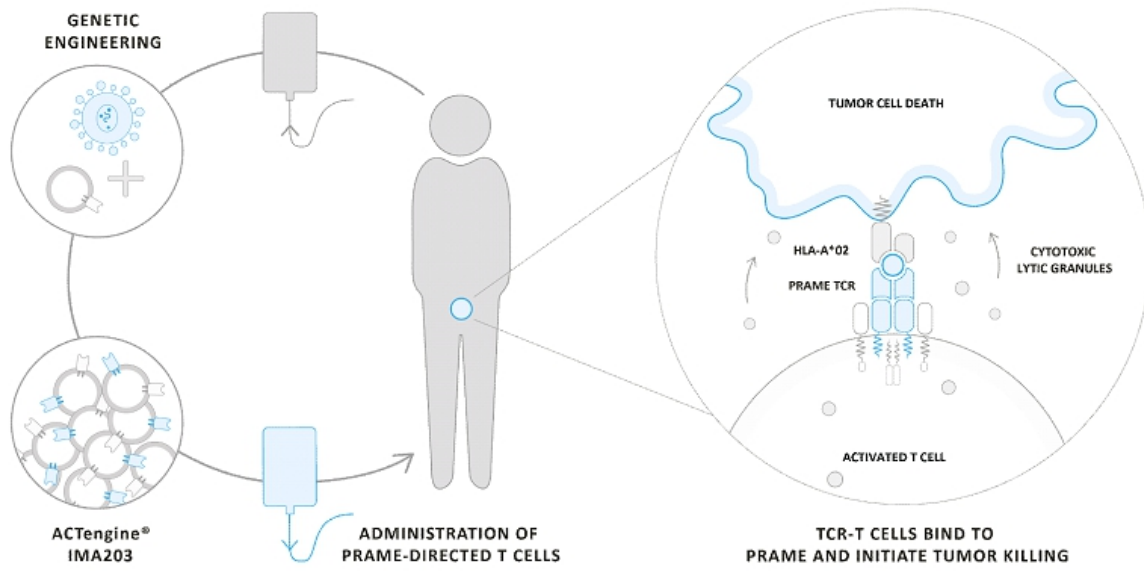 GENETIC
ENGINEERING
ACTengine®
IMA203
ADMINISTRATION OF
PRAME-DIRECTED T CELLS
TUMOR CELL DEATH
HLA-A*02
PRAME TCR
CYTOTOXIC
LYTIC GRANULES
ACTIVATED T CELL
TCR-T CELLS BIND TO
PRAME AND INITIATE TUMOR KILLING